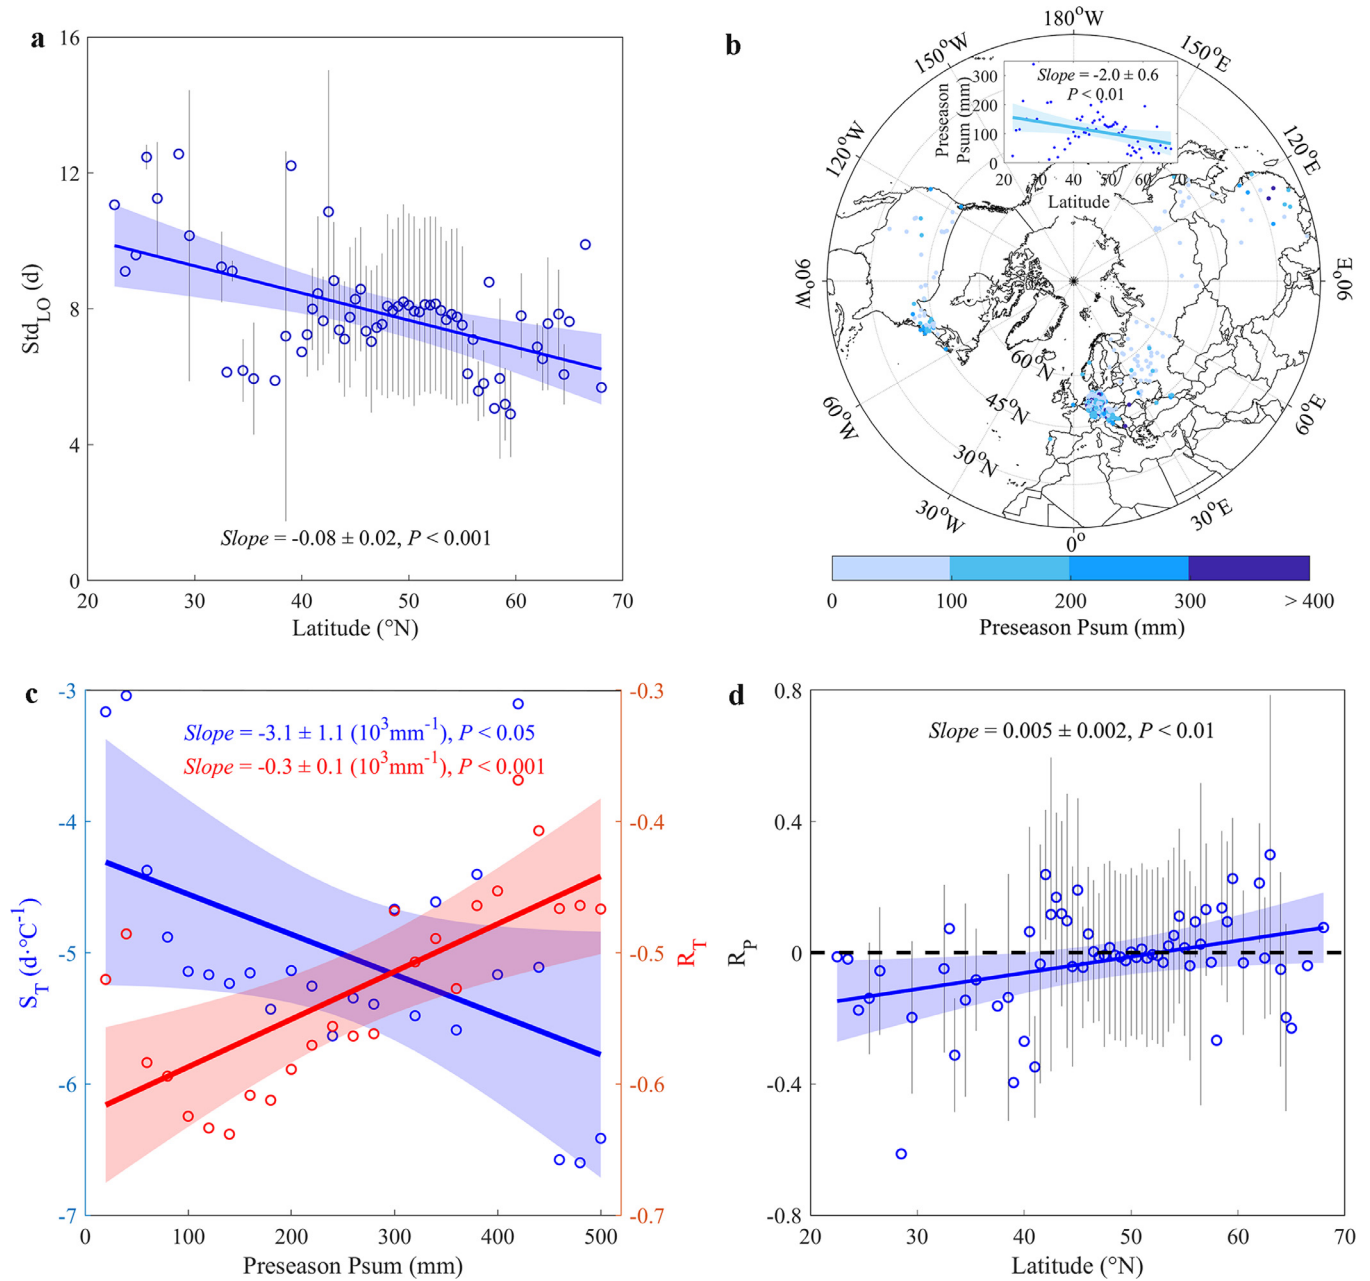 a
16
12
8
4
0
Std_LO (d)
20 30 40 50 60 70
Latitude (°N)
Slope = -0.08 ± 0.02, P < 0.001
b
180°W
150°W
150°E
120°W
120°E
90°W
90°E
60°W
60°E
30°W
30°E
0°
60°N
45°N
30°N
Slope = -2.0 ± 0.6
P < 0.01
Preseason
Psum (mm)
300
200
100
0
20 30 40 50 60 70
Latitude
0 100 200 300 > 400
Preseason Psum (mm)
c
-3
-4
-5
-6
-7
S_T (d·°C⁻¹)
Slope = -3.1 ± 1.1 (10³mm⁻¹), P < 0.05
Slope = -0.3 ± 0.1 (10³mm⁻¹), P < 0.001
-0.3
-0.4
-0.5
-0.6
-0.7
R_T
0 100 200 300 400 500
Preseason Psum (mm)
d
0.8
0.4
0
-0.4
-0.8
R_P
Slope = 0.005 ± 0.002, P < 0.01
20 30 40 50 60 70
Latitude (°N)